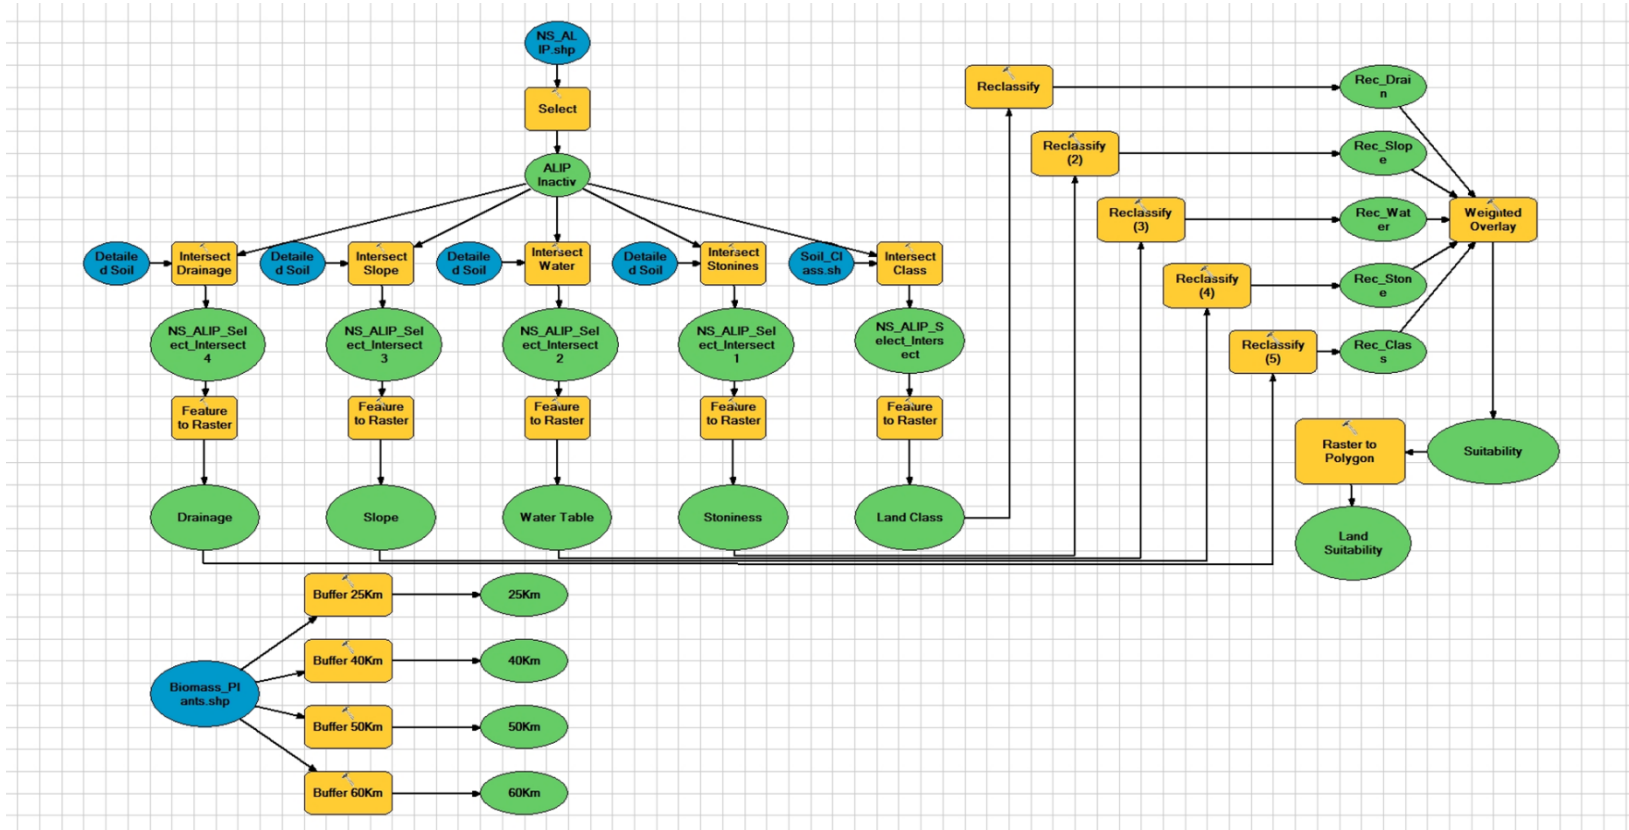 NS_AL
IP.shp
Select
ALIP
Inactiv
Detaile
d Soil
Intersect
Drainage
Detaile
d Soil
Intersect
Slope
Detaile
d Soil
Intersect
Water
Detaile
d Soil
Intersect
Stonines
Soil_Cl
ass.sh
Intersect
Class
NS_ALIP_Sel
ect_Intersect
4
NS_ALIP_Sel
ect_Intersect
3
NS_ALIP_Sel
ect_Intersect
2
NS_ALIP_Sel
ect_Intersect
1
NS_ALIP_S
elect_Inters
ect
Feature
to Raster
Feature
to Raster
Feature
to Raster
Feature
to Raster
Feature
to Raster
Drainage
Slope
Water Table
Stoniness
Land Class
Reclassify
Reclassify
(2)
Reclassify
(3)
Reclassify
(4)
Reclassify
(5)
Rec_Drai
n
Rec_Slop
e
Rec_Wat
er
Rec_Ston
e
Rec_Clas
s
Weighted
Overlay
Suitability
Raster to
Polygon
Land
Suitability
Biomass_Pl
ants.shp
Buffer 25Km
25Km
Buffer 40Km
40Km
Buffer 50Km
50Km
Buffer 60Km
60Km